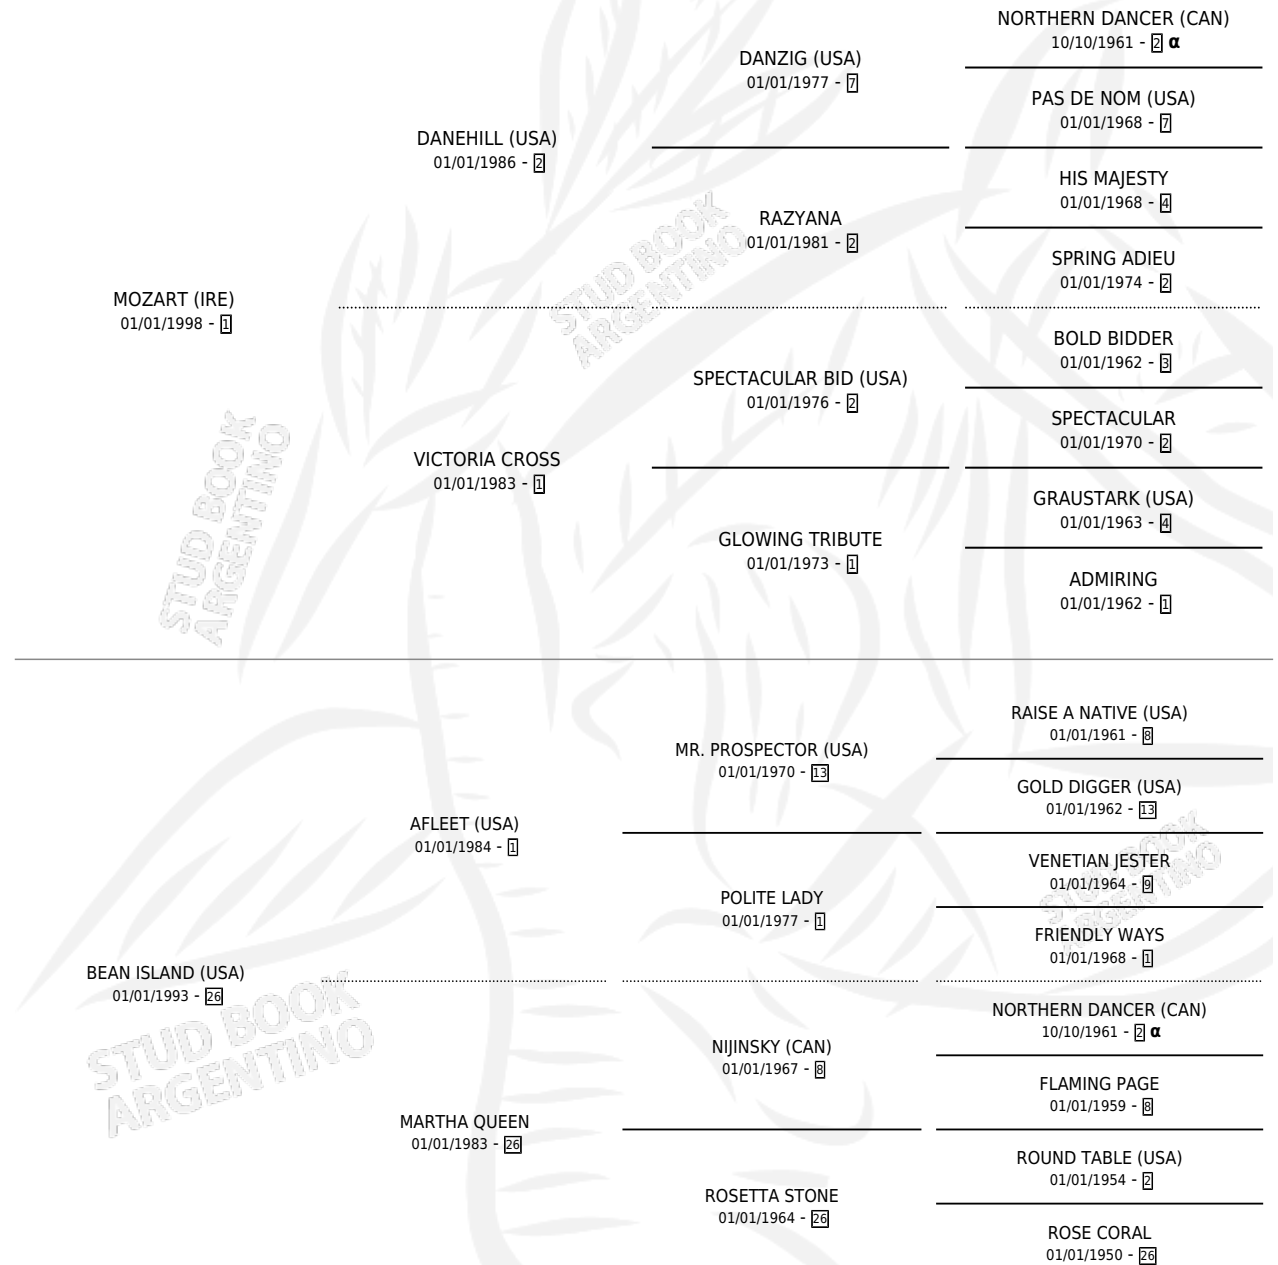 NORTHERN DANCER (CAN)
10/10/1961 - 2 α
DANZIG (USA)
01/01/1977 - 7
PAS DE NOM (USA)
01/01/1968 - 7
DANEHILL (USA)
01/01/1986 - 2
HIS MAJESTY
01/01/1968 - 4
RAZYANA
01/01/1981 - 2
SPRING ADIEU
01/01/1974 - 2
MOZART (IRE)
01/01/1998 - 1
BOLD BIDDER
01/01/1962 - 3
SPECTACULAR BID (USA)
01/01/1976 - 2
SPECTACULAR
01/01/1970 - 2
VICTORIA CROSS
01/01/1983 - 1
GRAUSTARK (USA)
01/01/1963 - 4
GLOWING TRIBUTE
01/01/1973 - 1
ADMIRING
01/01/1962 - 1
STUD BOOK
ARGENTINO
STUD BOOK
ARGENTINO
RAISE A NATIVE (USA)
01/01/1961 - 8
MR. PROSPECTOR (USA)
01/01/1970 - 13
GOLD DIGGER (USA)
01/01/1962 - 13
AFLEET (USA)
01/01/1984 - 1
VENETIAN JESTER
01/01/1964 - 9
POLITE LADY
01/01/1977 - 1
FRIENDLY WAYS
01/01/1968 - 1
BEAN ISLAND (USA)
01/01/1993 - 26
NORTHERN DANCER (CAN)
10/10/1961 - 2 α
NIJINSKY (CAN)
01/01/1967 - 8
FLAMING PAGE
01/01/1959 - 8
MARTHA QUEEN
01/01/1983 - 26
ROUND TABLE (USA)
01/01/1954 - 2
ROSETTA STONE
01/01/1964 - 26
ROSE CORAL
01/01/1950 - 26
STUD BOOK
ARGENTINO
STUD BOOK
ARGENTINO